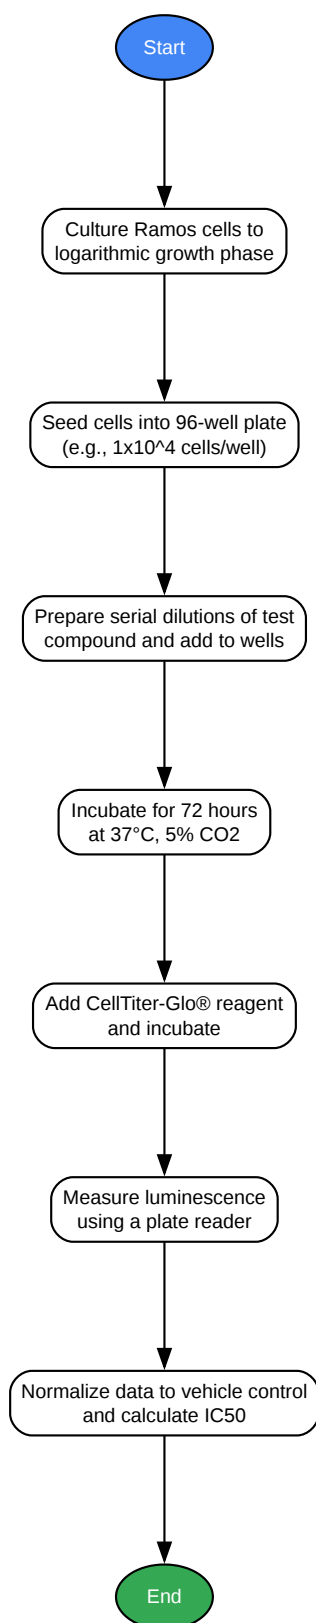 Start
Culture Ramos cells to
logarithmic growth phase
Seed cells into 96-well plate
(e.g., 1x10^4 cells/well)
Prepare serial dilutions of test
compound and add to wells
Incubate for 72 hours
at 37°C, 5% CO2
Add CellTiter-Glo® reagent
and incubate
Measure luminescence
using a plate reader
Normalize data to vehicle control
and calculate IC50
End